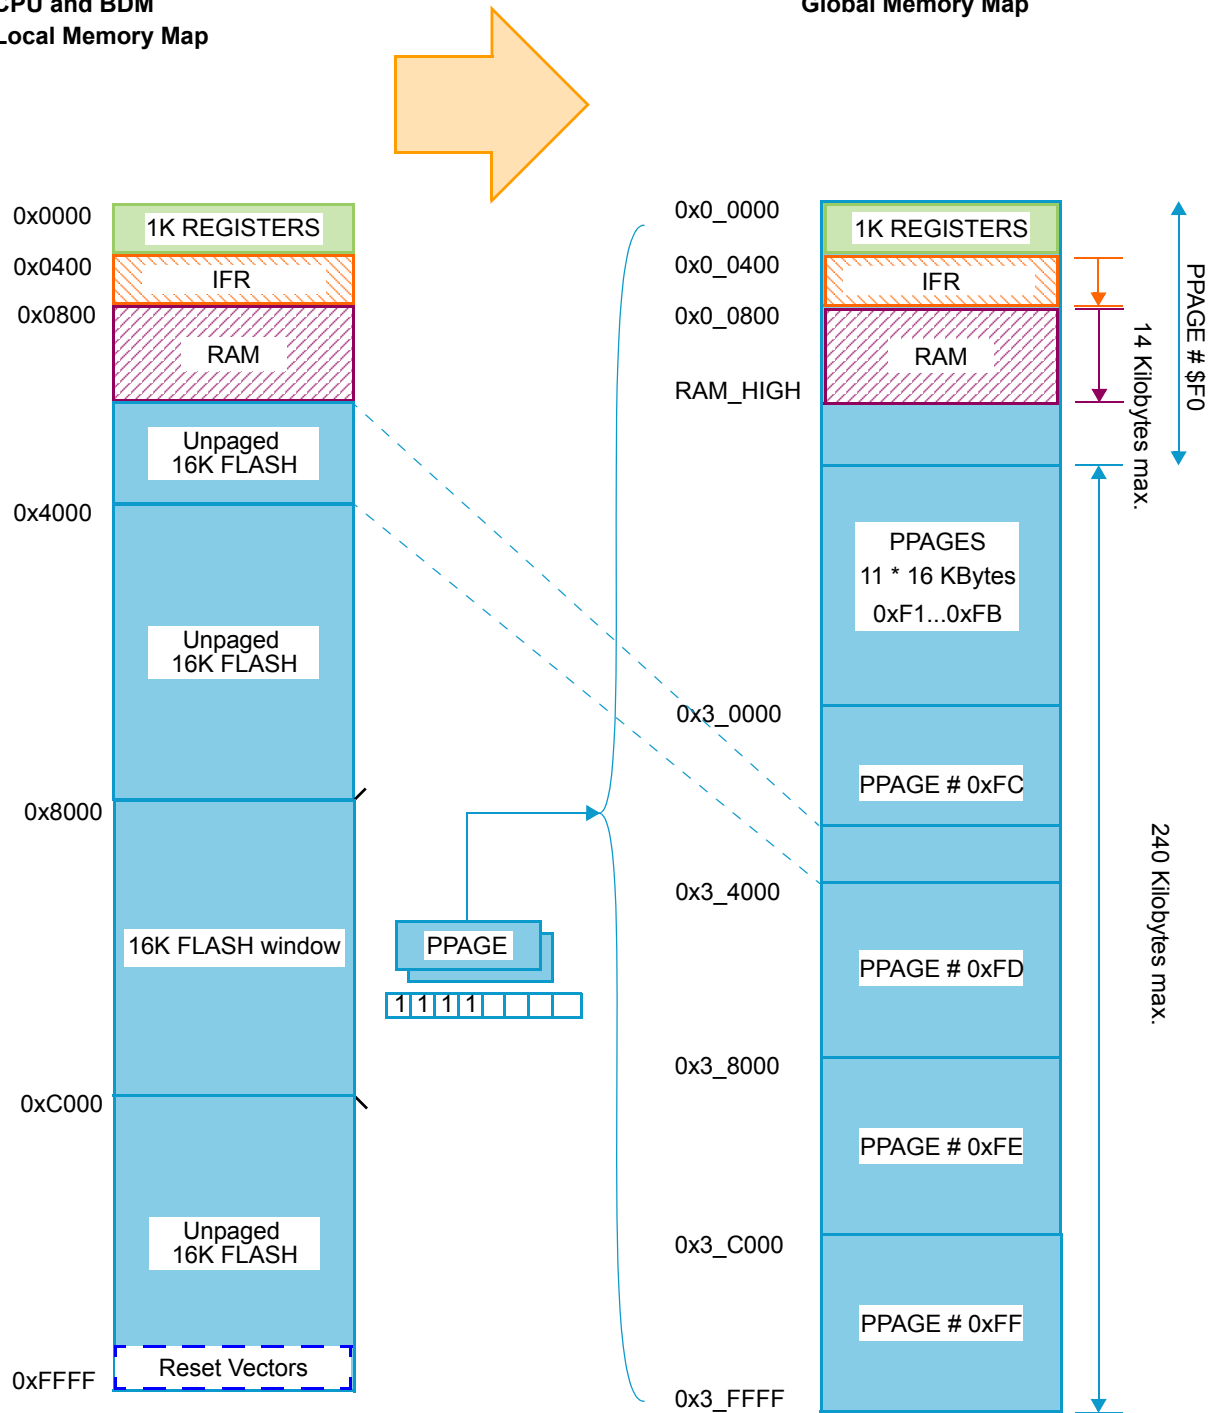 CPU and BDM
Local Memory Map
Global Memory Map
0x0000
1K REGISTERS
0x0400
IFR
0x0800
RAM
Unpaged
16K FLASH
0x4000
Unpaged
16K FLASH
0x8000
16K FLASH window
0xC000
Unpaged
16K FLASH
Reset Vectors
0xFFFF
PPAGE
1 1 1 1
0x0_0000
1K REGISTERS
0x0_0400
IFR
0x0_0800
RAM
RAM_HIGH
PPAGES
11 * 16 KBytes
0xF1...0xFB
0x3_0000
PPAGE # 0xFC
0x3_4000
PPAGE # 0xFD
0x3_8000
PPAGE # 0xFE
0x3_C000
PPAGE # 0xFF
0x3_FFFF
14 Kilobytes max.
PPAGE # $F0
240 Kilobytes max.